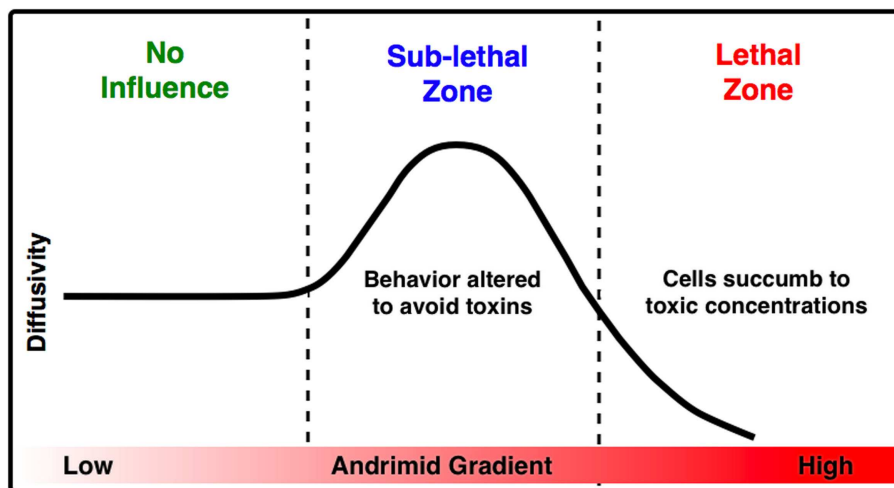 No
Influence
Sub-lethal
Zone
Lethal
Zone
Diffusivity
Behavior altered
to avoid toxins
Cells succumb to
toxic concentrations
Low
Andrimid Gradient
High